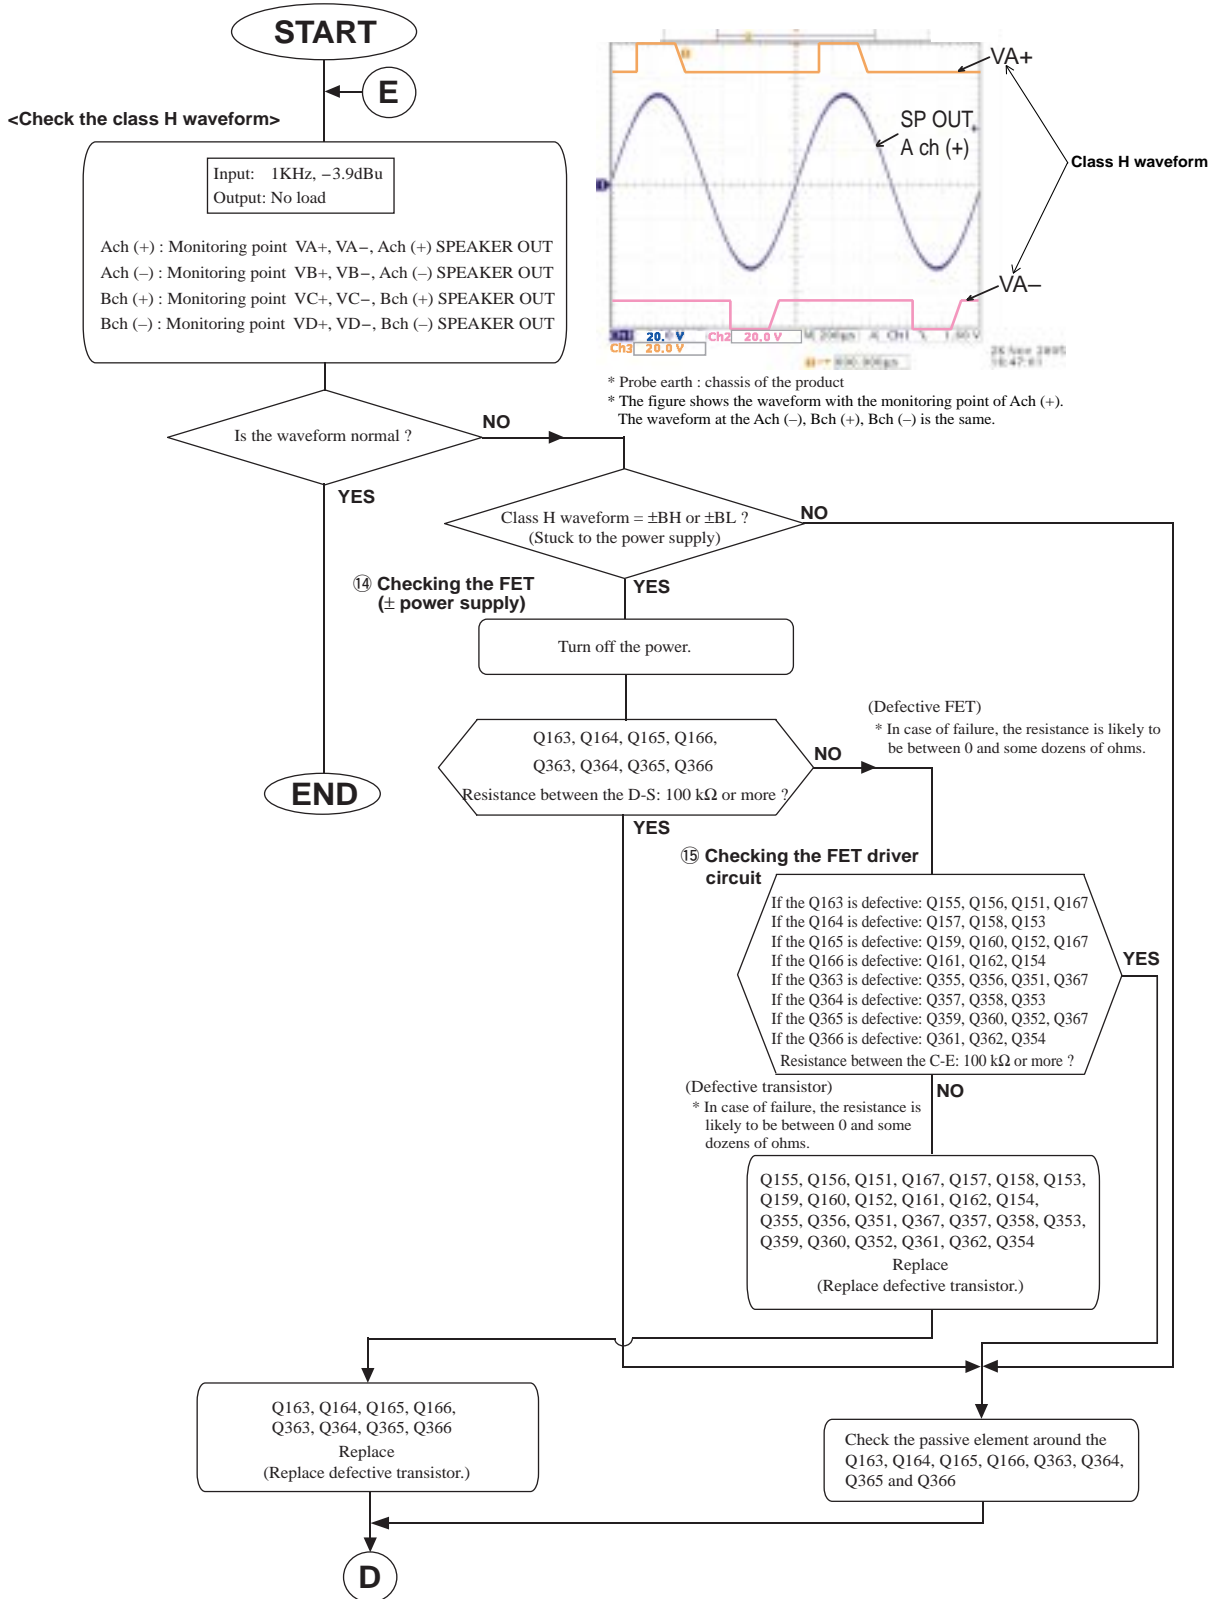 START
E
<Check the class H waveform>
Input: 1KHz, −3.9dBu
Output: No load
Ach (+) : Monitoring point VA+, VA−, Ach (+) SPEAKER OUT
Ach (−) : Monitoring point VB+, VB−, Ach (−) SPEAKER OUT
Bch (+) : Monitoring point VC+, VC−, Bch (+) SPEAKER OUT
Bch (−) : Monitoring point VD+, VD−, Bch (−) SPEAKER OUT
VA+
SP OUT
A ch (+)
Class H waveform
VA−
Ch1 20.0 V Ch2 20.0 V M 200µs A Ch1
Ch3 20.0 V
* Probe earth : chassis of the product
* The figure shows the waveform with the monitoring point of Ach (+).
The waveform at the Ach (−), Bch (+), Bch (−) is the same.
Is the waveform normal ?
NO
YES
Class H waveform = ±BH or ±BL ?
(Stuck to the power supply)
NO
YES
⑭ Checking the FET
(± power supply)
Turn off the power.
Q163, Q164, Q165, Q166,
Q363, Q364, Q365, Q366
Resistance between the D-S: 100 kΩ or more ?
NO
YES
(Defective FET)
* In case of failure, the resistance is likely to
be between 0 and some dozens of ohms.
END
⑮ Checking the FET driver
circuit
If the Q163 is defective: Q155, Q156, Q151, Q167
If the Q164 is defective: Q157, Q158, Q153
If the Q165 is defective: Q159, Q160, Q152, Q167
If the Q166 is defective: Q161, Q162, Q154
If the Q363 is defective: Q355, Q356, Q351, Q367
If the Q364 is defective: Q357, Q358, Q353
If the Q365 is defective: Q359, Q360, Q352, Q367
If the Q366 is defective: Q361, Q362, Q354
Resistance between the C-E: 100 kΩ or more ?
YES
NO
(Defective transistor)
* In case of failure, the resistance is
likely to be between 0 and some
dozens of ohms.
Q155, Q156, Q151, Q167, Q157, Q158, Q153,
Q159, Q160, Q152, Q161, Q162, Q154,
Q355, Q356, Q351, Q367, Q357, Q358, Q353,
Q359, Q360, Q352, Q361, Q362, Q354
Replace
(Replace defective transistor.)
Q163, Q164, Q165, Q166,
Q363, Q364, Q365, Q366
Replace
(Replace defective transistor.)
Check the passive element around the
Q163, Q164, Q165, Q166, Q363, Q364,
Q365 and Q366
D